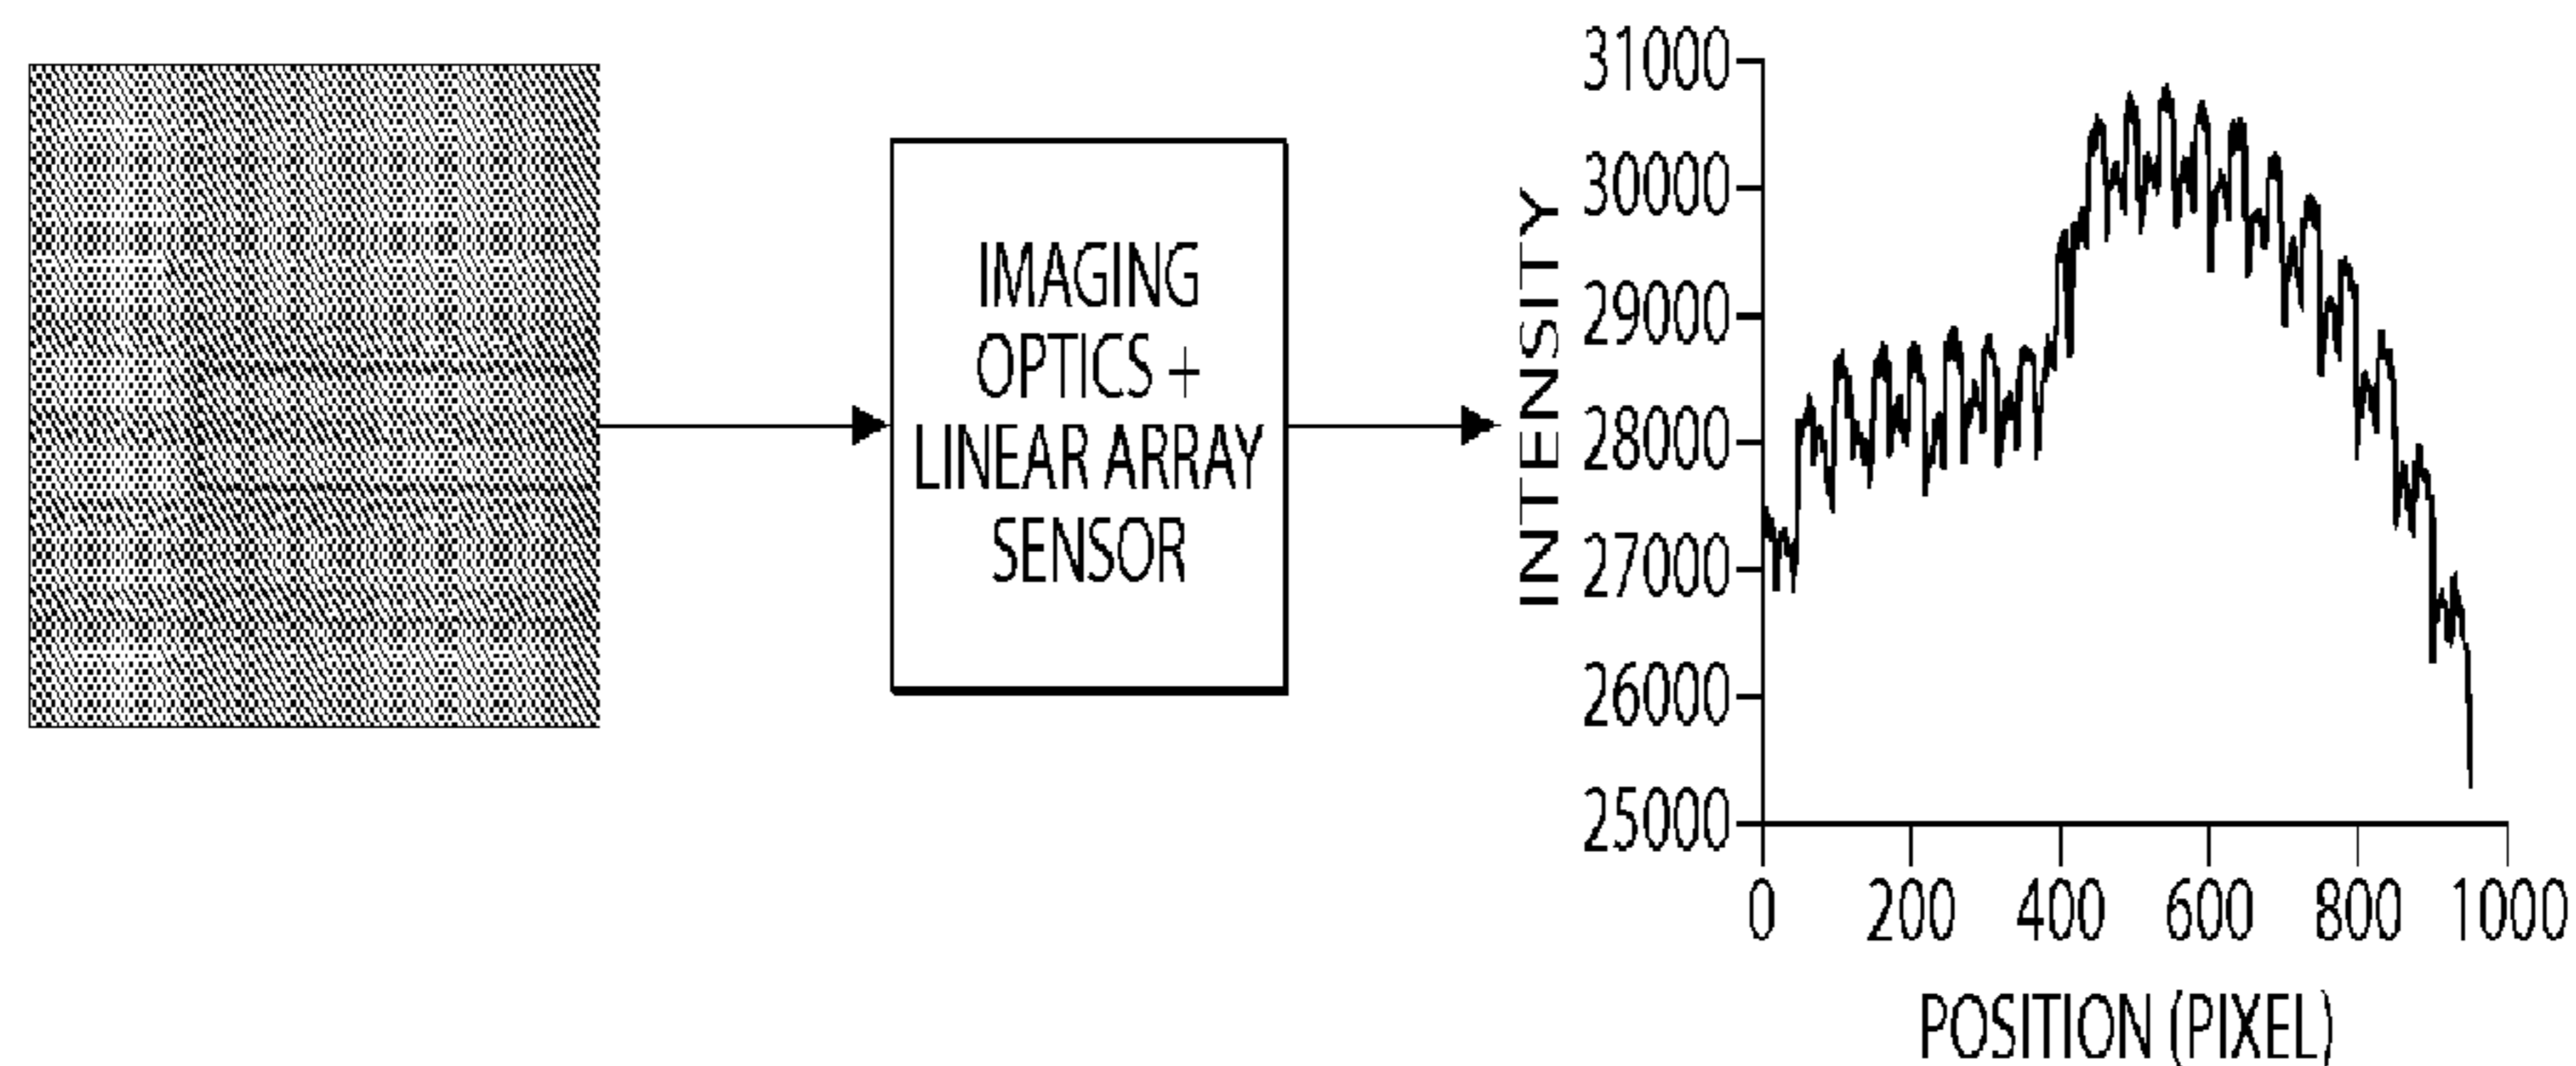 IMAGING
OPTICS +
LINEAR ARRAY
SENSOR
INTENSITY
31000
30000
29000
28000
27000
26000
25000
0 200 400 600 800 1000
POSITION (PIXEL)